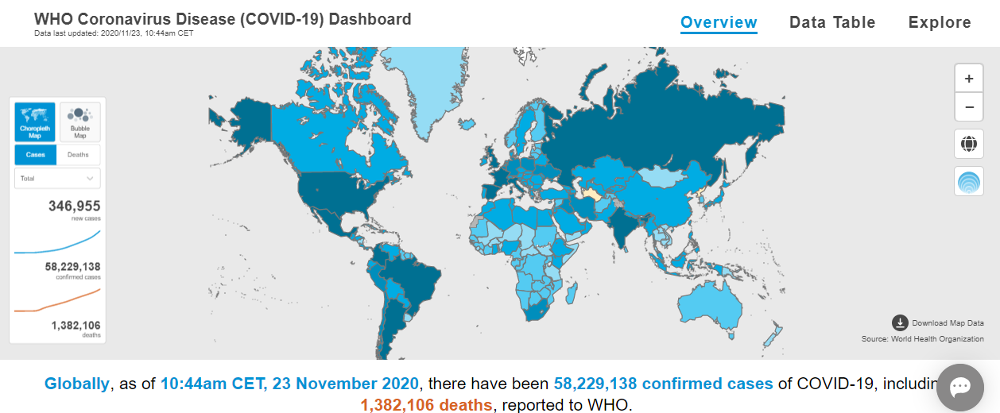 WHO Coronavirus Disease (COVID-19) Dashboard
Data last updated: 2020/11/23, 10:44am CET
Overview
Data Table
Explore
Choropleth
Map
Bubble
Map
Cases
Deaths
Total
346,955
new cases
58,229,138
confirmed cases
1,382,106
deaths
+
−
Download Map Data
Source: World Health Organization
Globally, as of 10:44am CET, 23 November 2020, there have been 58,229,138 confirmed cases of COVID-19, includin
1,382,106 deaths, reported to WHO.